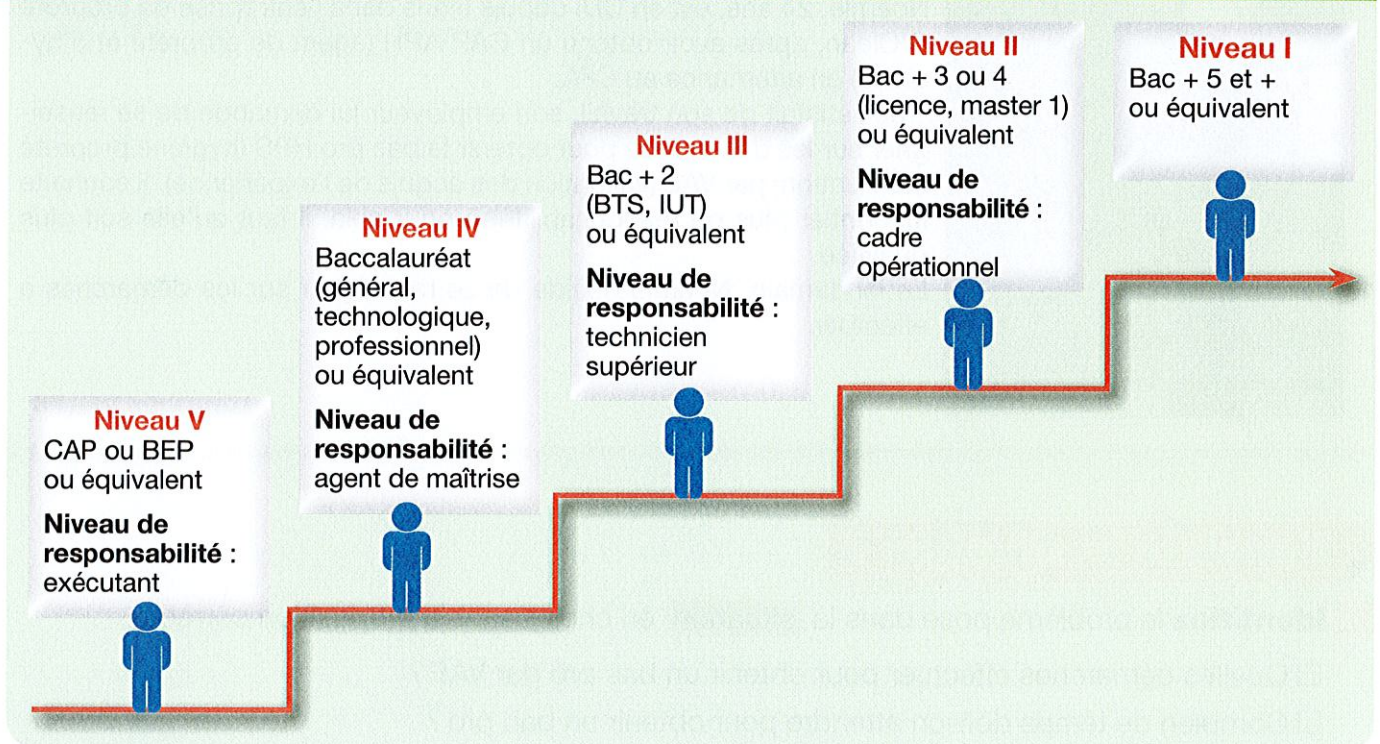 Niveau V
CAP ou BEP
ou équivalent
Niveau de
responsabilité :
exécutant
Niveau IV
Baccalauréat
(général,
technologique,
professionnel)
ou équivalent
Niveau de
responsabilité :
agent de maîtrise
Niveau III
Bac + 2
(BTS, IUT)
ou équivalent
Niveau de
responsabilité :
technicien
supérieur
Niveau II
Bac + 3 ou 4
(licence, master 1)
ou équivalent
Niveau de
responsabilité :
cadre
opérationnel
Niveau I
Bac + 5 et +
ou équivalent